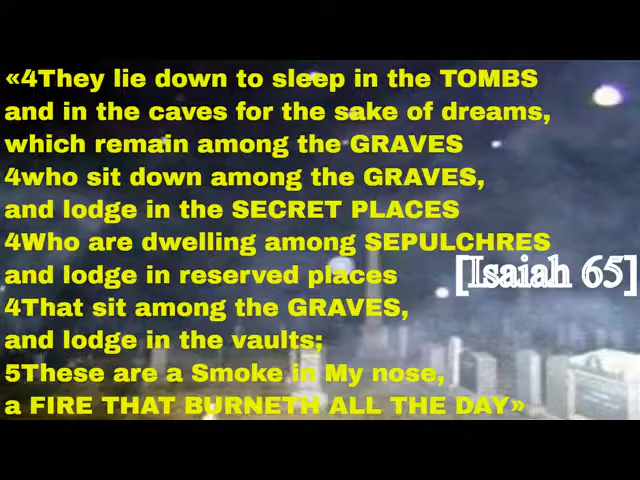 «4They lie down to sleep in the TOMBS
and in the caves for the sake of dreams,
which remain among the GRAVES
4who sit down among the GRAVES,
and lodge in the SECRET PLACES
4Who are dwelling among SEPULCHRES
[Isaiah 65]
and lodge in reserved places
4That sit among the GRAVES,
and lodge in the vaults;
5These are a Smoke in My nose,
a FIRE THAT BURNETH ALL THE DAY»